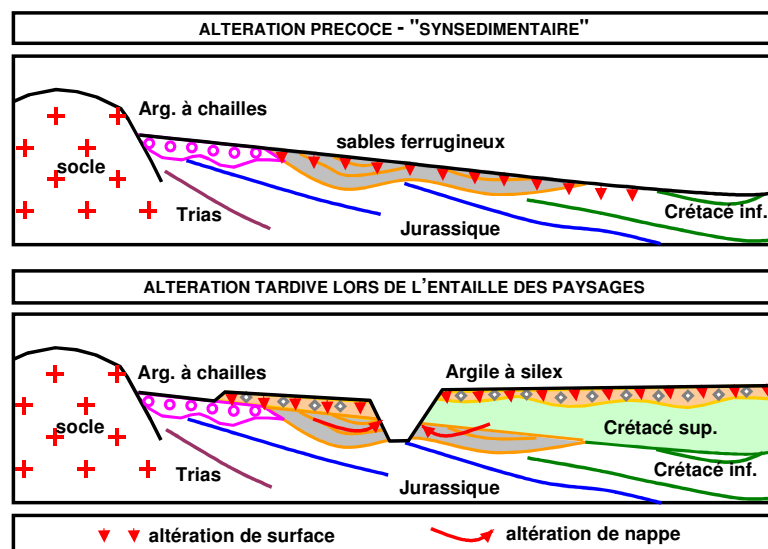 ALTERATION PRECOCE - "SYNSEDIMENTAIRE"
Arg. à chailles
sables ferrugineux
socle
Trias
Jurassique
Crétacé inf.
ALTERATION TARDIVE LORS DE L'ENTAILLE DES PAYSAGES
Arg. à chailles
Argile à silex
socle
Crétacé sup.
Trias
Crétacé inf.
Jurassique
altération de surface
altération de nappe